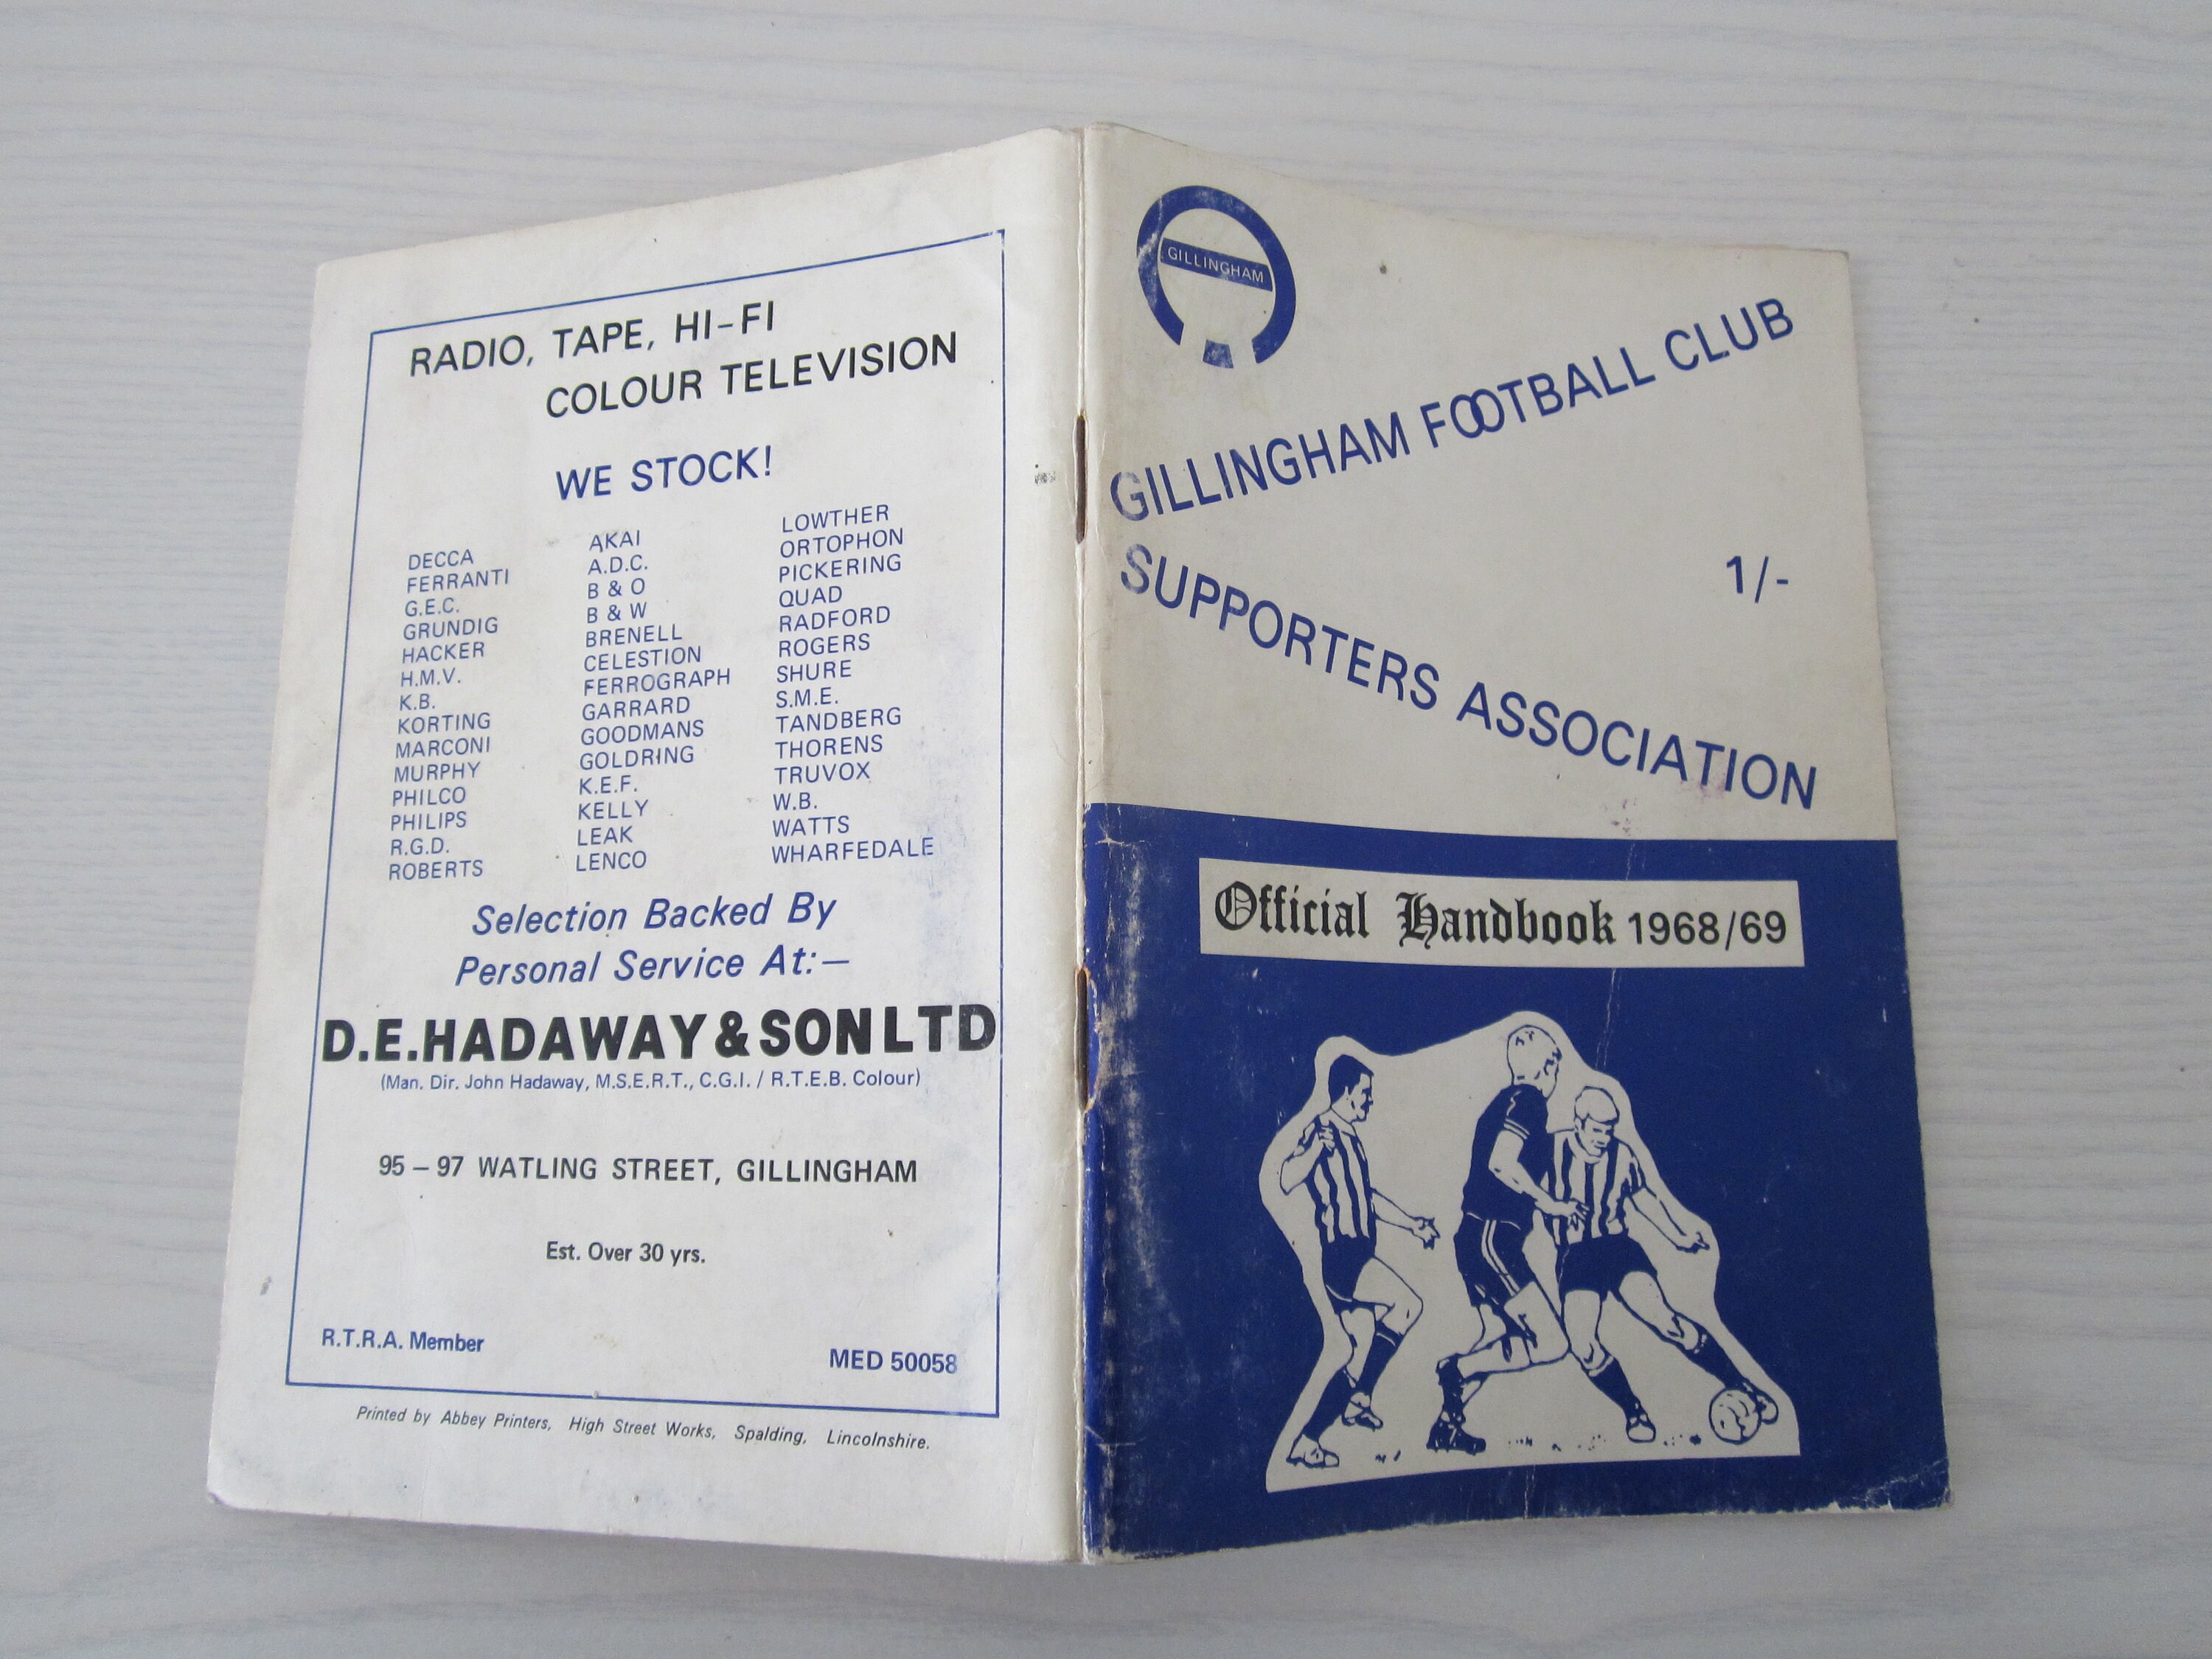 RADIO, TAPE, HI-FI
COLOUR TELEVISION
WE STOCK!
DECCA
FERRANTI
G.E.C.
GRUNDIG
HACKER
H.M.V.
K.B.
KORTING
MARCONI
MURPHY
PHILCO
PHILIPS
R.G.D.
ROBERTS
AKAI
A.D.C.
B & O
B & W
BRENELL
CELESTION
FERROGRAPH
GARRARD
GOODMANS
GOLDRING
K.E.F.
KELLY
LEAK
LENCO
LOWTHER
ORTOPHON
PICKERING
QUAD
RADFORD
ROGERS
SHURE
S.M.E.
TANDBERG
THORENS
TRUVOX
W.B.
WATTS
WHARFEDALE
Selection Backed By
Personal Service At:—
D.E.HADAWAY & SON LTD
(Man. Dir. John Hadaway, M.S.E.R.T., C.G.I. / R.T.E.B. Colour)
95 – 97 WATLING STREET, GILLINGHAM
Est. Over 30 yrs.
R.T.R.A. Member
MED 50058
Printed by Abbey Printers, High Street Works, Spalding, Lincolnshire.
GILLINGHAM
GILLINGHAM FOOTBALL CLUB
1/-
SUPPORTERS ASSOCIATION
Official Handbook 1968/69